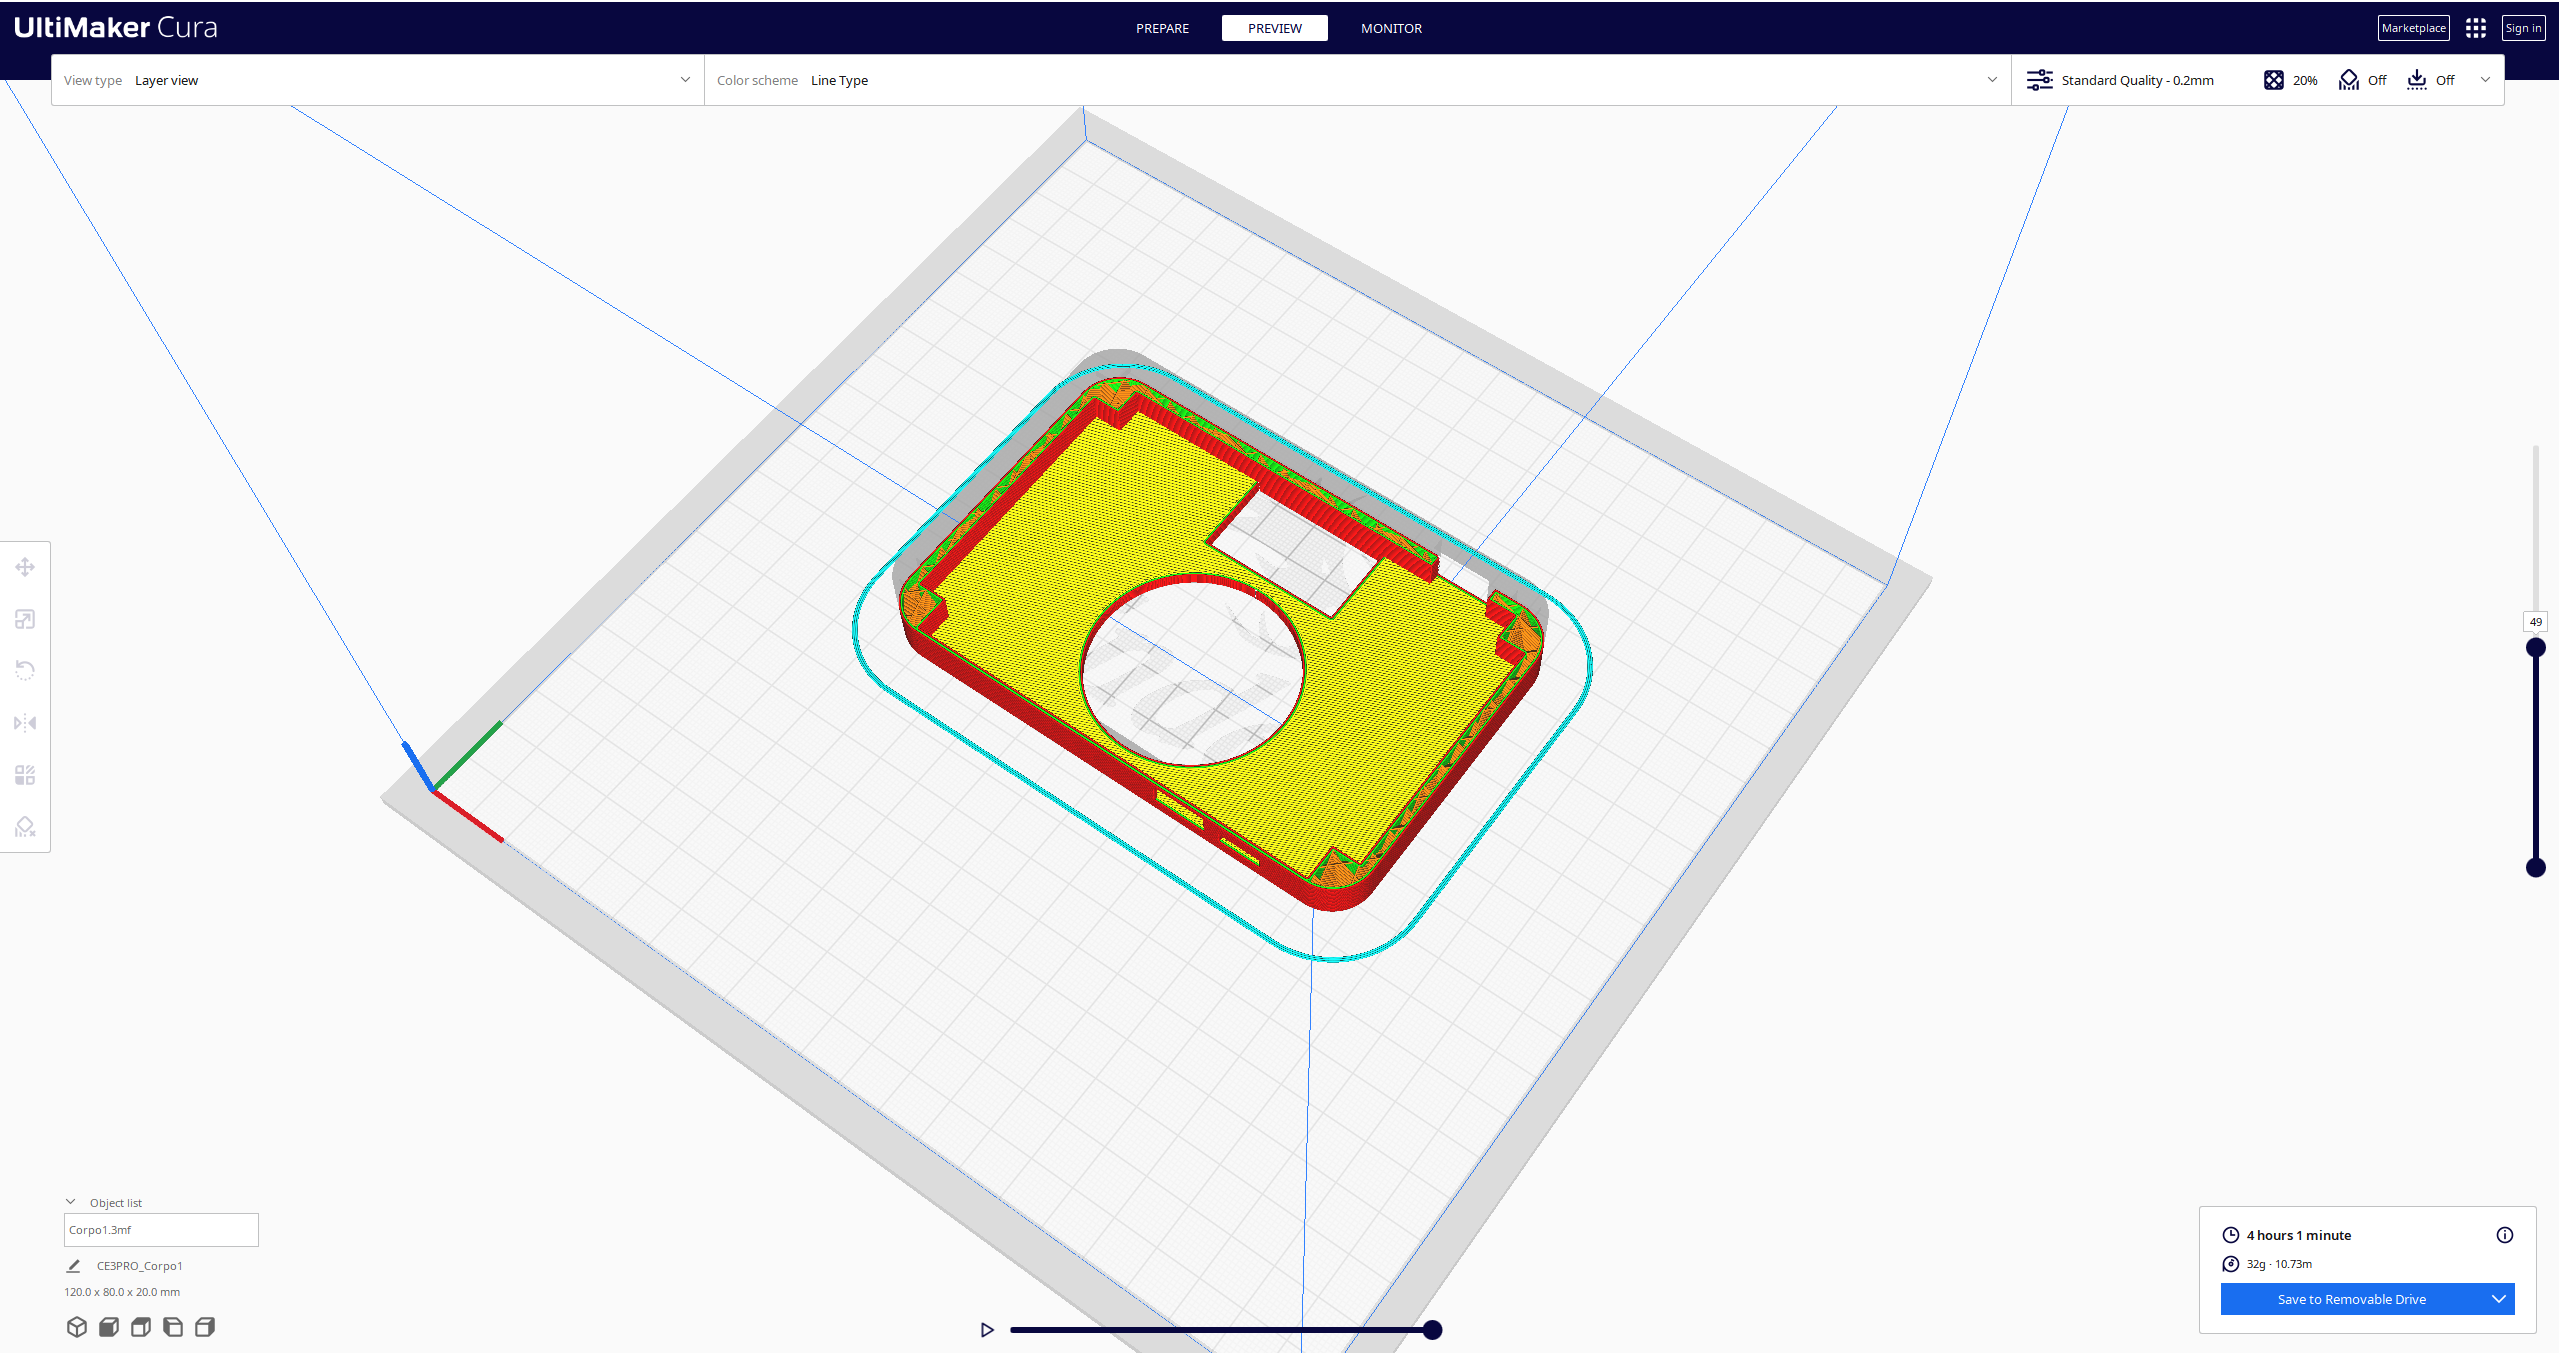 UltiMaker Cura
PREPARE
PREVIEW
MONITOR
Marketplace
Sign in
View type Layer view
Color scheme Line Type
Standard Quality - 0.2mm
20%
Off
Off
49
Object list
Corpo1.3mf
CE3PRO_Corpo1
120.0 x 80.0 x 20.0 mm
4 hours 1 minute
32g · 10.73m
Save to Removable Drive